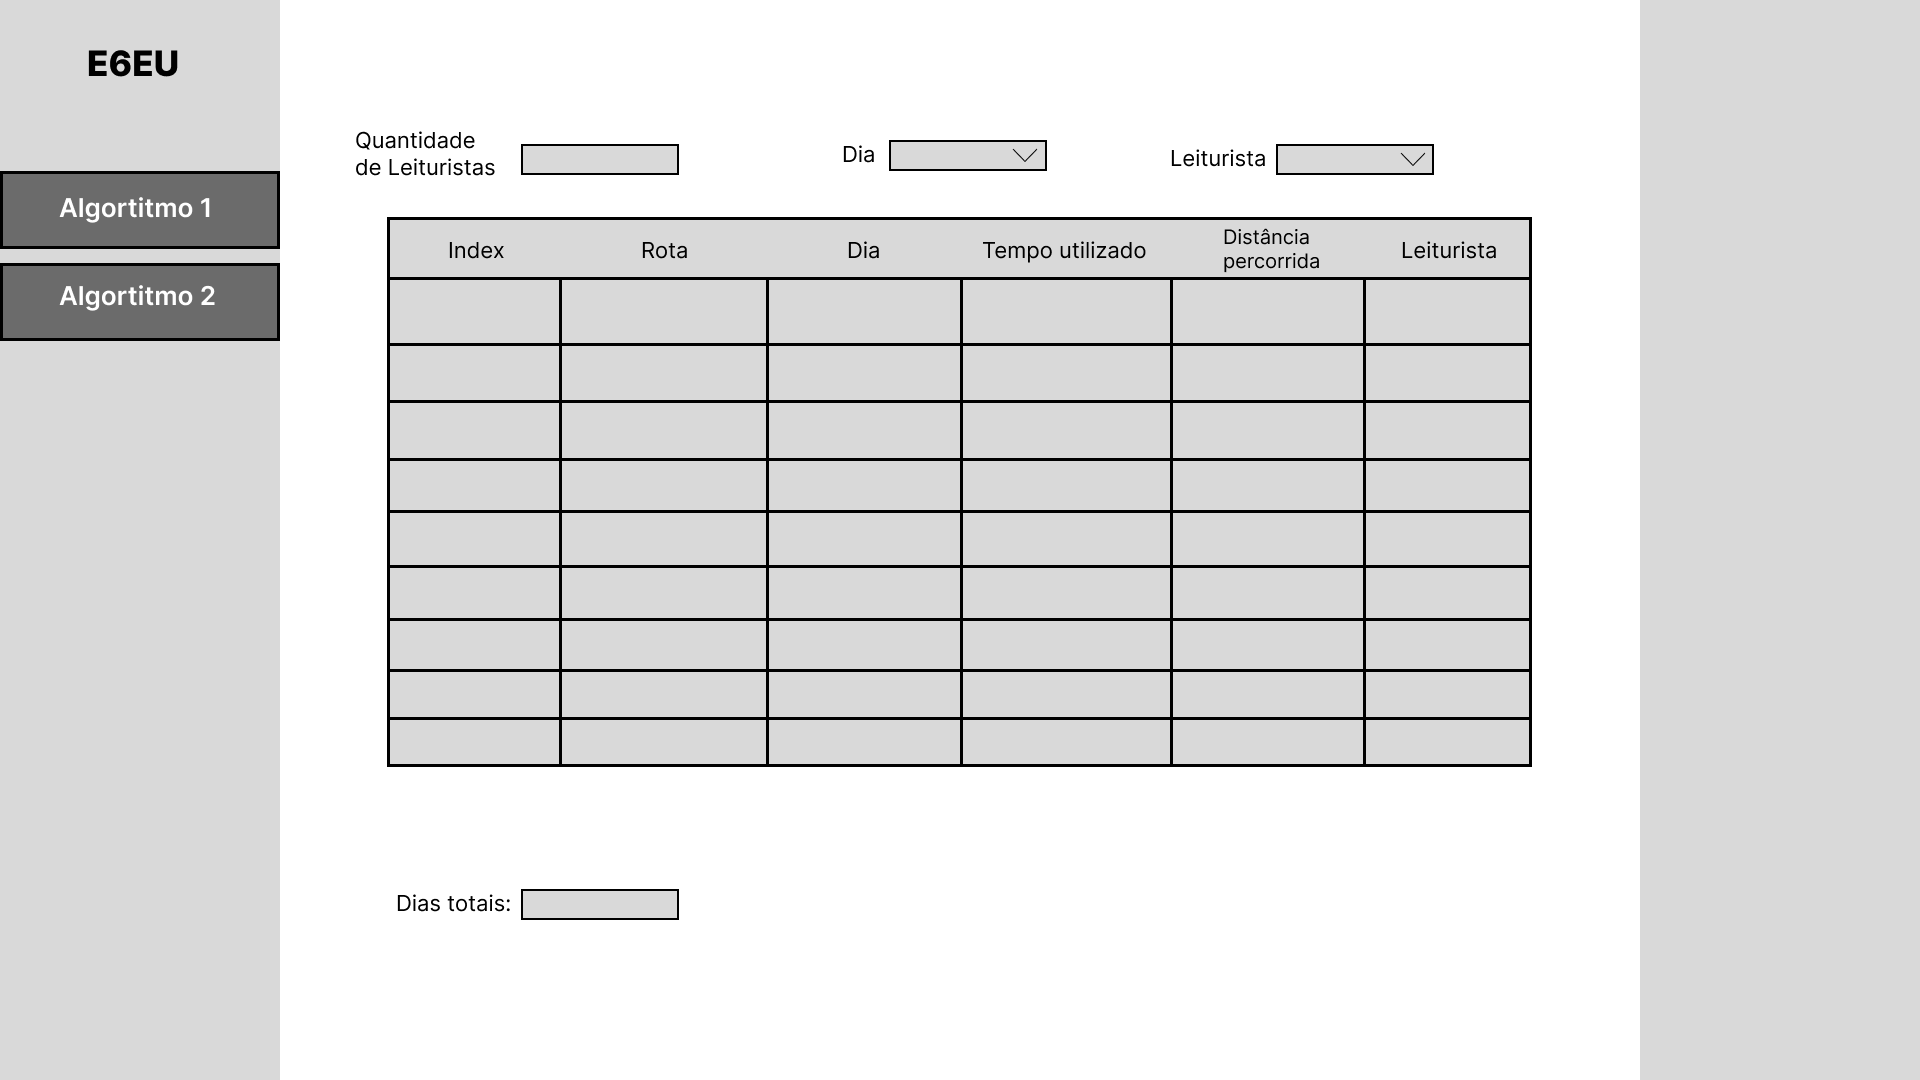 E6EU
Algortitmo 1
Algortitmo 2
Quantidade
de Leituristas
Dia
Leiturista
Index
Rota
Dia
Tempo utilizado
Distância
percorrida
Leiturista
Dias totais: